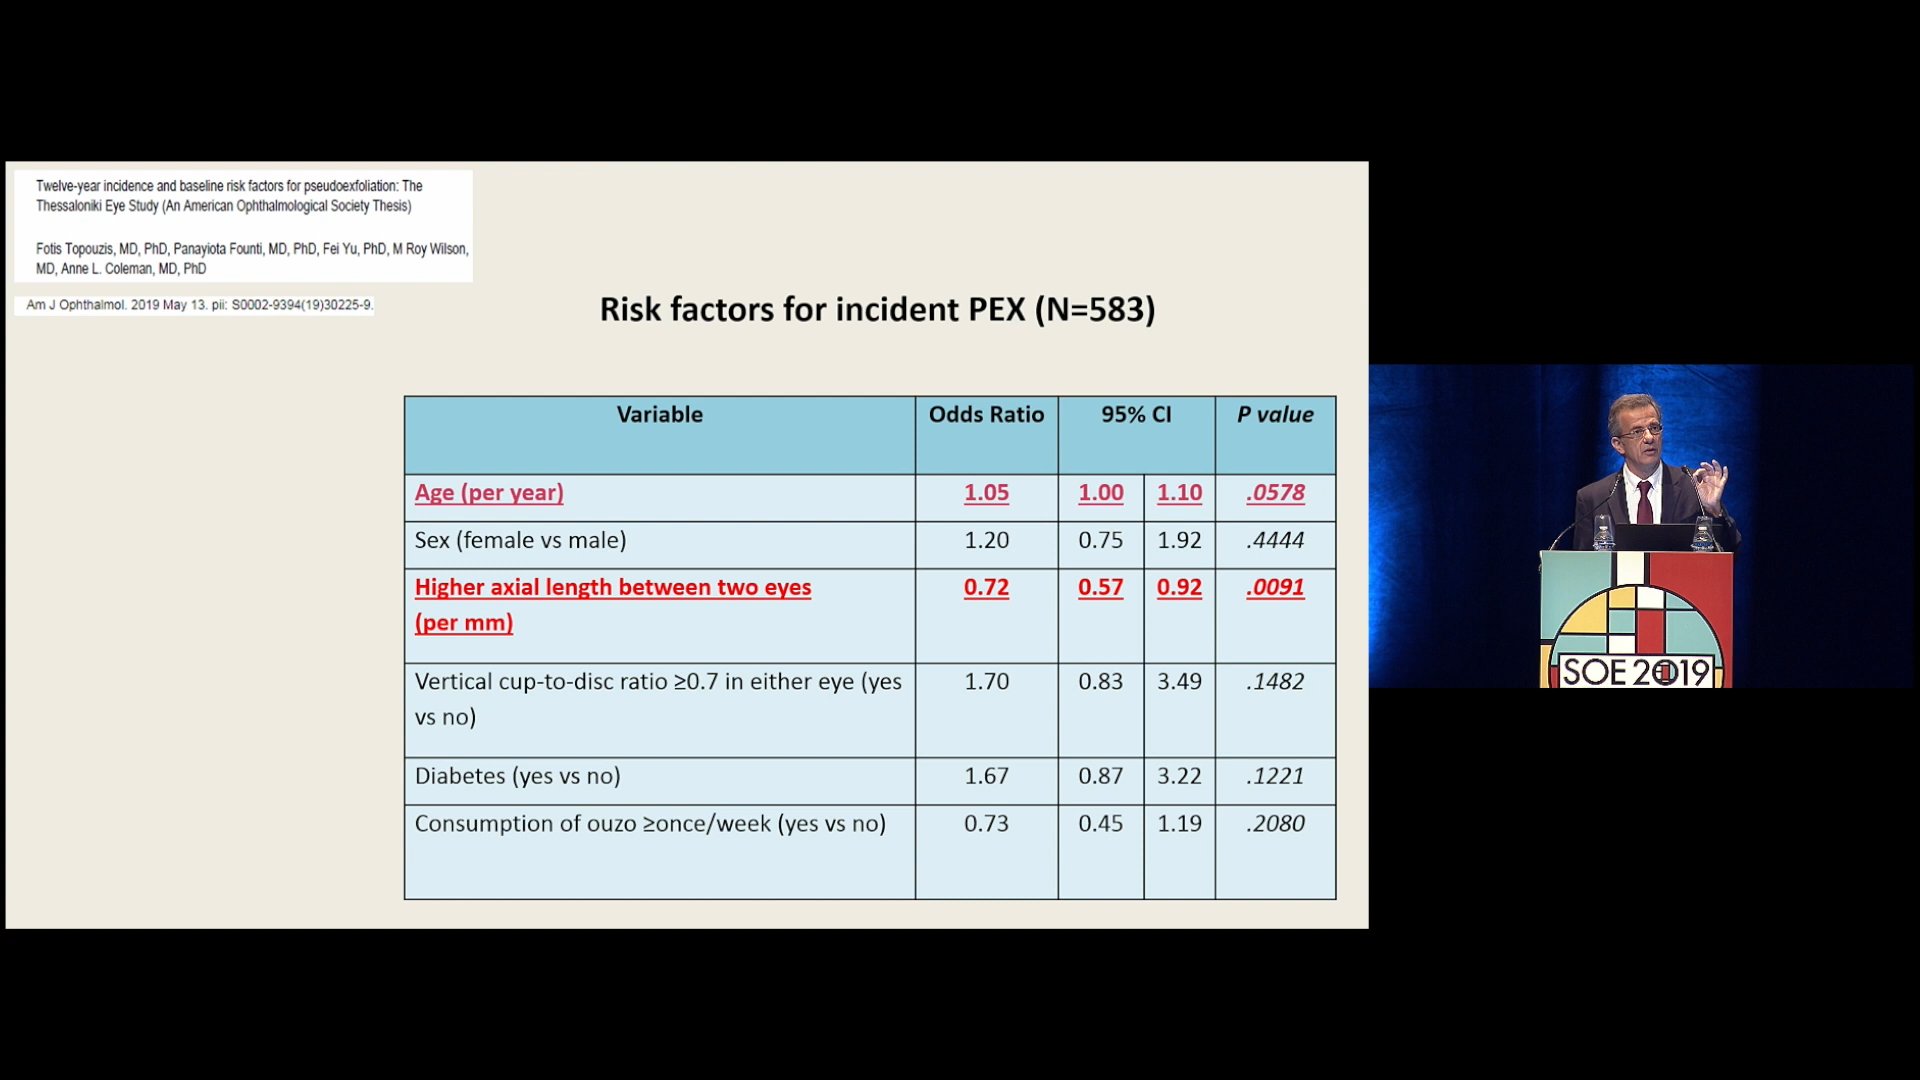 Twelve-year incidence and baseline risk factors for pseudoexfoliation: The
Thessaloniki Eye Study (An American Ophthalmological Society Thesis)
Fotis Topouzis, MD, PhD, Panayiota Founti, MD, PhD, Fei Yu, PhD, M Roy Wilson,
MD, Anne L. Coleman, MD, PhD
Am J Ophthalmol. 2019 May 13. pii: S0002-9394(19)30225-9.
Risk factors for incident PEX (N=583)
Variable Odds Ratio 95% CI P value
Age (per year) 1.05 1.00 1.10 .0578
Sex (female vs male) 1.20 0.75 1.92 .4444
Higher axial length between two eyes 0.72 0.57 0.92 .0091
(per mm)
Vertical cup-to-disc ratio ≥0.7 in either eye (yes 1.70 0.83 3.49 .1482
vs no)
Diabetes (yes vs no) 1.67 0.87 3.22 .1221
Consumption of ouzo ≥once/week (yes vs no) 0.73 0.45 1.19 .2080
SOE 2019